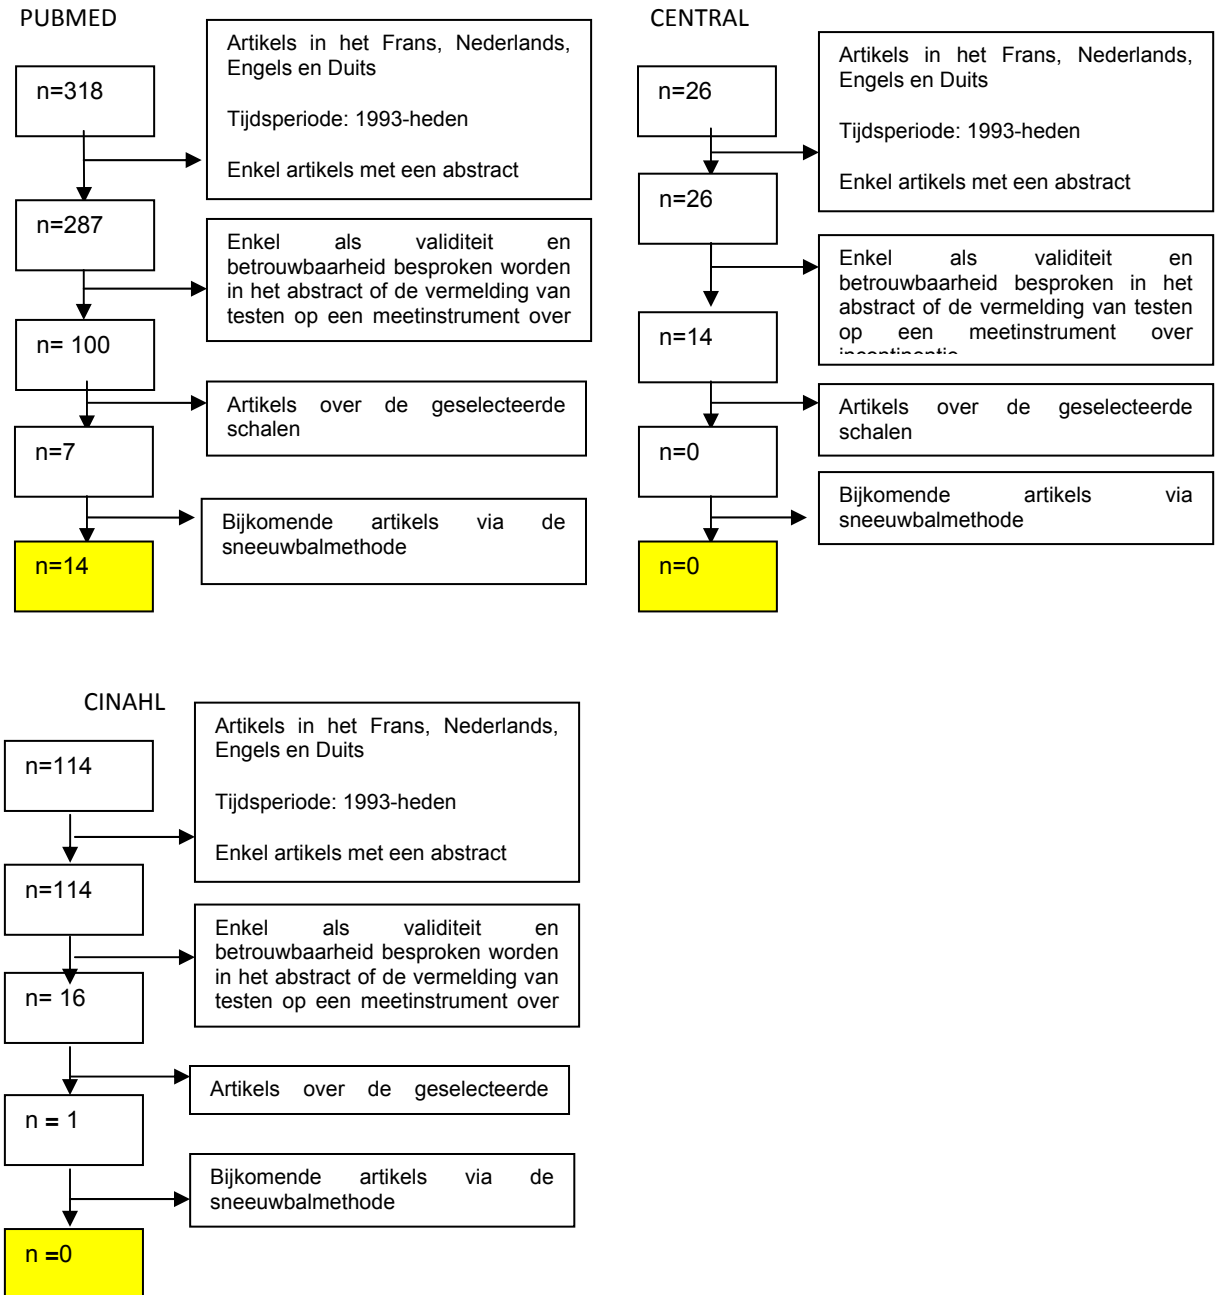 PUBMED
n=318
Artikels in het Frans, Nederlands,
Engels en Duits
Tijdsperiode: 1993-heden
Enkel artikels met een abstract
n=287
Enkel als validiteit en
betrouwbaarheid besproken worden
in het abstract of de vermelding van
testen op een meetinstrument over
n= 100
Artikels over de geselecteerde
schalen
n=7
Bijkomende artikels via de
sneeuwbalmethode
n=14
CENTRAL
n=26
Artikels in het Frans, Nederlands,
Engels en Duits
Tijdsperiode: 1993-heden
Enkel artikels met een abstract
n=26
Enkel als validiteit en
betrouwbaarheid besproken in het
abstract of de vermelding van testen
op een meetinstrument over
n=14
Artikels over de geselecteerde
schalen
n=0
Bijkomende artikels via
sneeuwbalmethode
n=0
CINAHL
n=114
Artikels in het Frans, Nederlands,
Engels en Duits
Tijdsperiode: 1993-heden
Enkel artikels met een abstract
n=114
Enkel als validiteit en
betrouwbaarheid besproken worden
in het abstract of de vermelding van
testen op een meetinstrument over
n= 16
Artikels over de geselecteerde
n = 1
Bijkomende artikels via de
sneeuwbalmethode
n =0